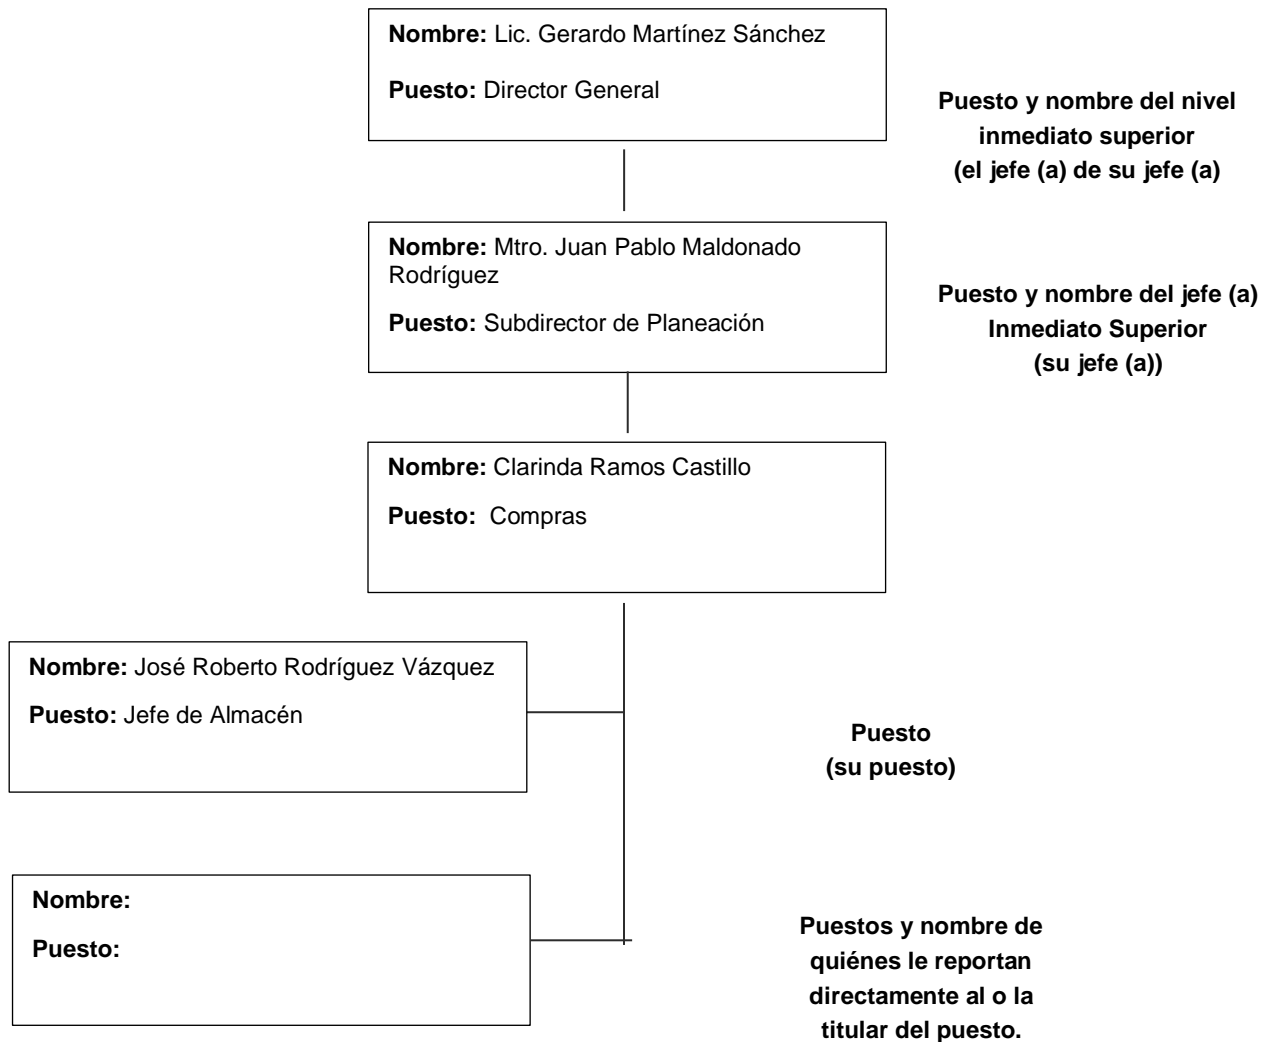 Nombre: Lic. Gerardo Martínez Sánchez
Puesto: Director General
Puesto y nombre del nivel
inmediato superior
(el jefe (a) de su jefe (a)
Nombre: Mtro. Juan Pablo Maldonado
Rodríguez
Puesto: Subdirector de Planeación
Puesto y nombre del jefe (a)
Inmediato Superior
(su jefe (a))
Nombre: Clarinda Ramos Castillo
Puesto: Compras
Nombre: José Roberto Rodríguez Vázquez
Puesto: Jefe de Almacén
Puesto
(su puesto)
Nombre:
Puesto:
Puestos y nombre de
quiénes le reportan
directamente al o la
titular del puesto.